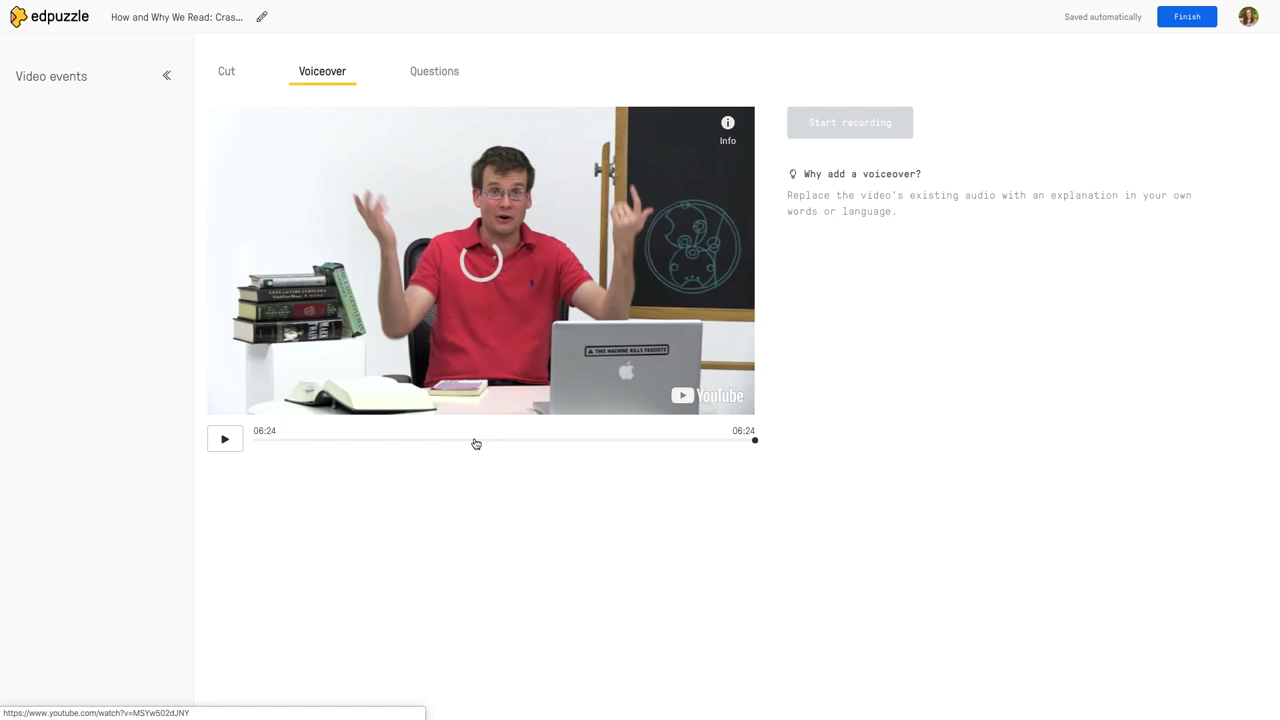 edpuzzle
How and Why We Read: Cras...
Saved automatically
Finish
Video events
Cut
Voiceover
Questions
Info
THIS MACHINE KILLS FASCISTS
YouTube
06:24
06:24
Start recording
Why add a voiceover?
Replace the video's existing audio with an explanation in your own
words or language.
https://www.youtube.com/watch?v=MSYw502dJNY